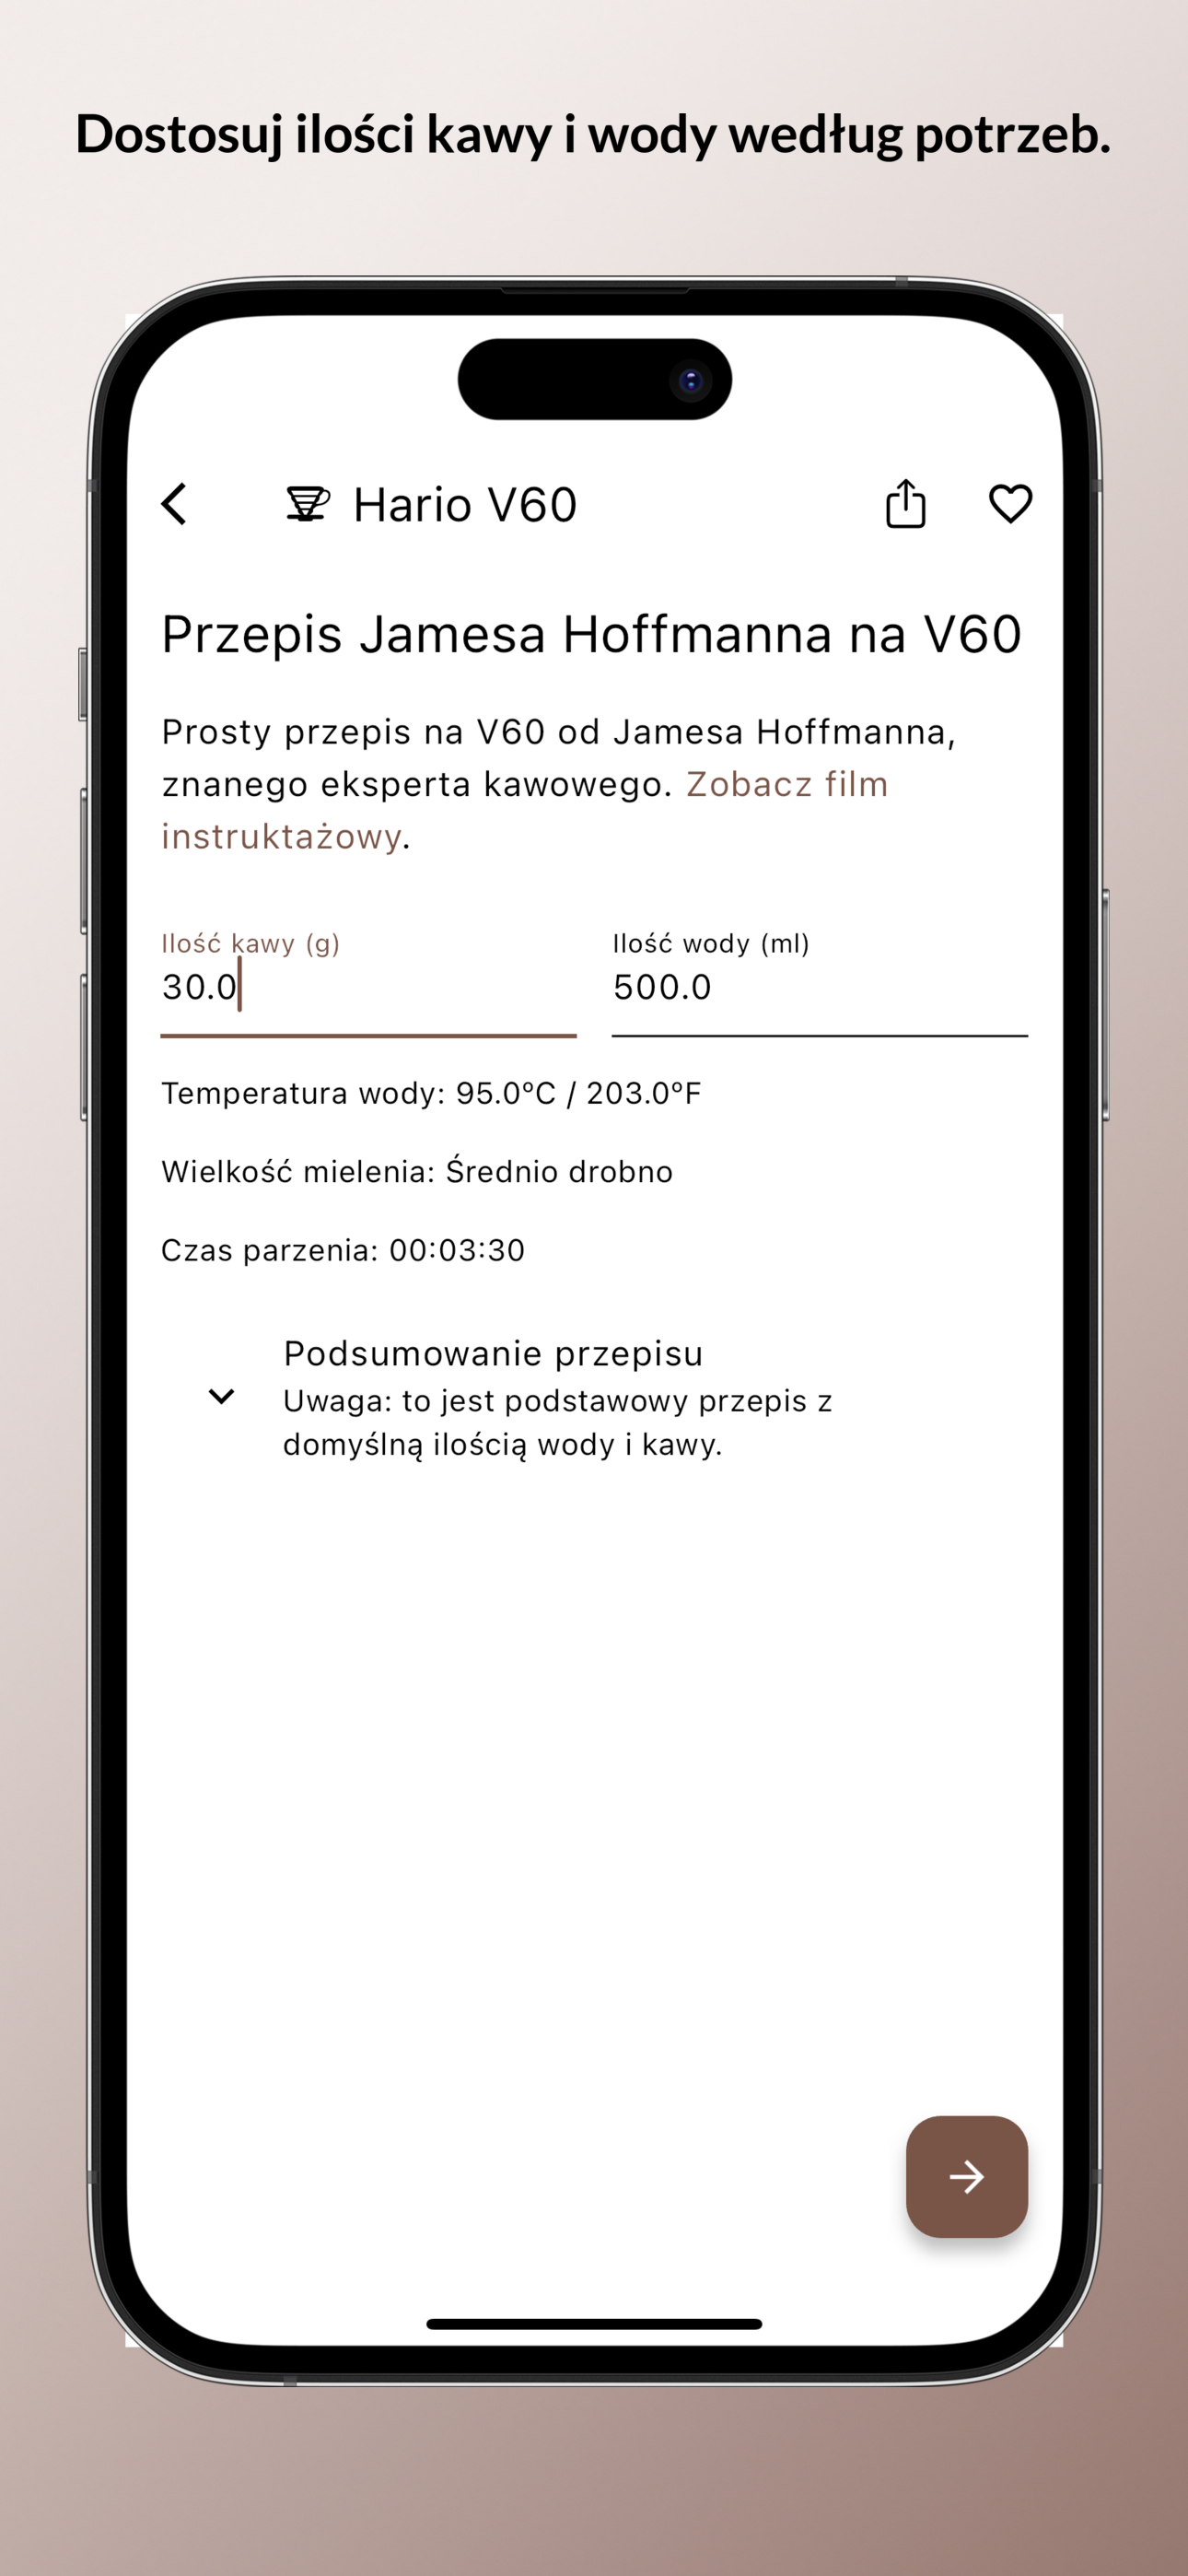 Dostosuj ilości kawy i wody według potrzeb.
Hario V60
Przepis Jamesa Hoffmanna na V60
Prosty przepis na V60 od Jamesa Hoffmanna,
znanego eksperta kawowego. Zobacz film
instruktażowy.
Ilość kawy (g)
Ilość wody (ml)
30.0
500.0
Temperatura wody: 95.0ºC / 203.0ºF
Wielkość mielenia: Średnio drobno
Czas parzenia: 00:03:30
Podsumowanie przepisu
Uwaga: to jest podstawowy przepis z
domyślną ilością wody i kawy.